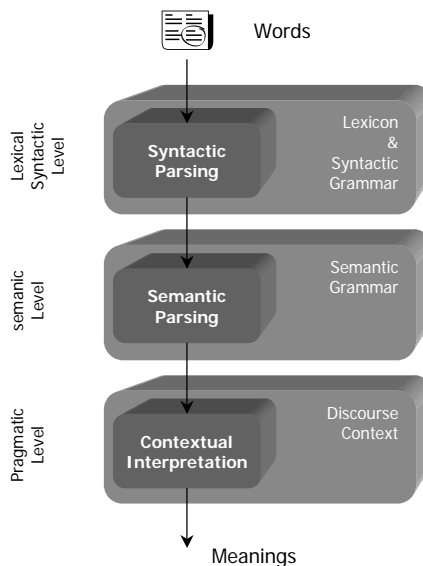 Words
Lexical
Syntactic
Level
Syntactic
Parsing
Lexicon
&
Syntactic
Grammar
semanic
Level
Semantic
Parsing
Semantic
Grammar
Pragmatic
Level
Contextual
Interpretation
Discourse
Context
Meanings